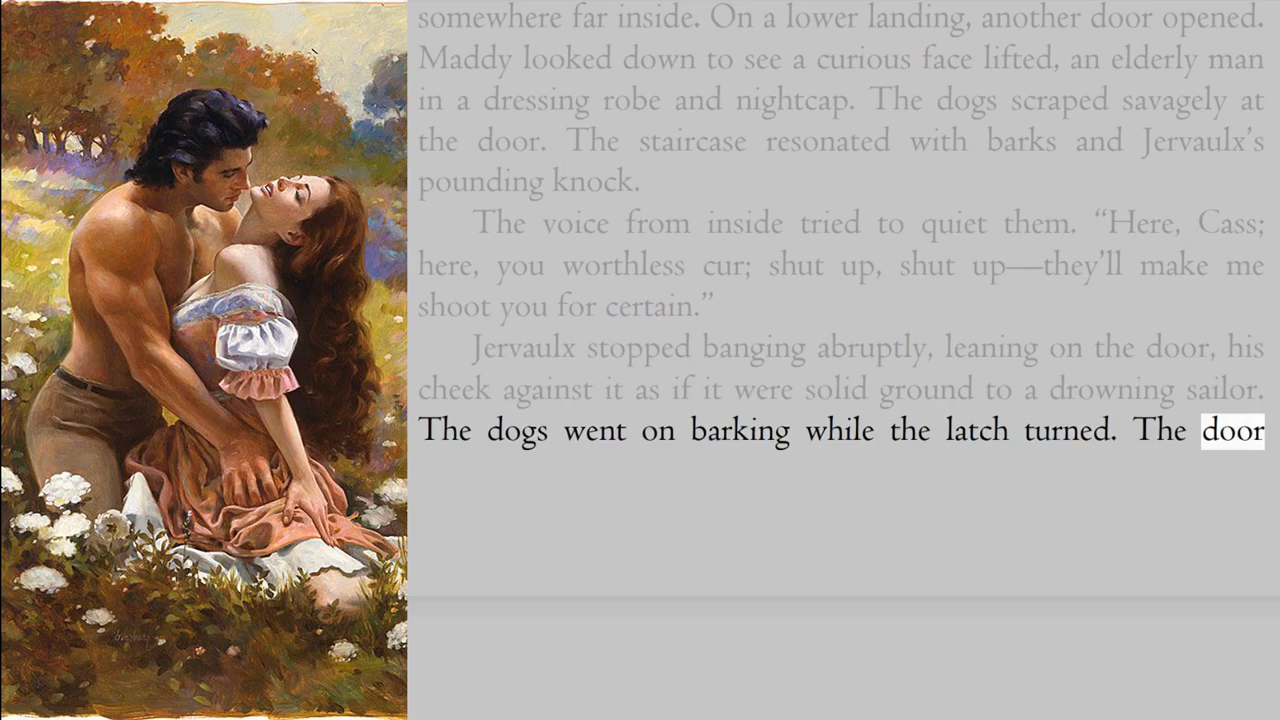 somewhere far inside. On a lower landing, another door opened.
Maddy looked down to see a curious face lifted, an elderly man
in a dressing robe and nightcap. The dogs scraped savagely at
the door. The staircase resonated with barks and Jervaulx’s
pounding knock.
The voice from inside tried to quiet them. “Here, Cass;
here, you worthless cur; shut up, shut up—they’ll make me
shoot you for certain.”
Jervaulx stopped banging abruptly, leaning on the door, his
cheek against it as if it were solid ground to a drowning sailor.
The dogs went on barking while the latch turned. The door